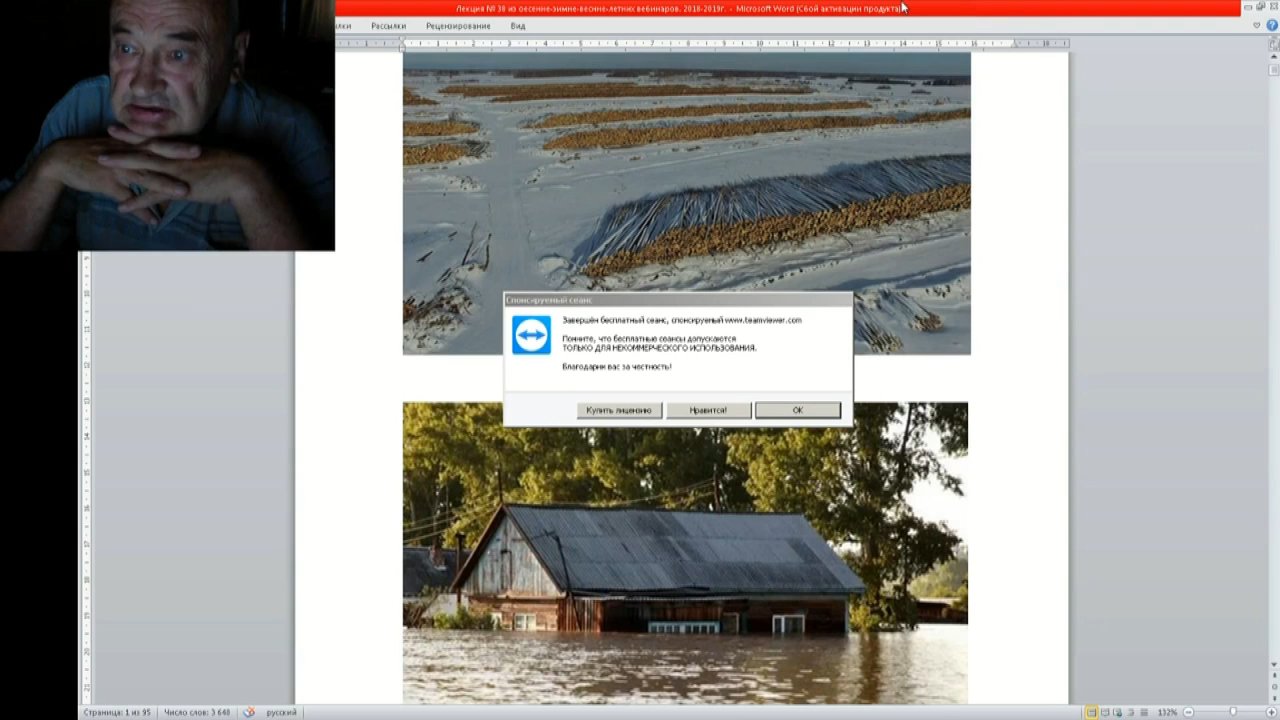 Лекция № 38 из осенне-зимне-весне-летних вебинаров. 2018-2019г. - Microsoft Word (Сбой активации продукта)
Рассылки Рецензирование Вид
Спонсируемый сеанс
Завершён бесплатный сеанс, спонсируемый www.teamviewer.com
Помните, что бесплатные сеансы допускаются
ТОЛЬКО ДЛЯ НЕКОММЕРЧЕСКОГО ИСПОЛЬЗОВАНИЯ.
Благодарим вас за честность!
Купить лицензию Нравится! ОК
Страница: 1 из 95 Число слов: 3 648 русский 132%